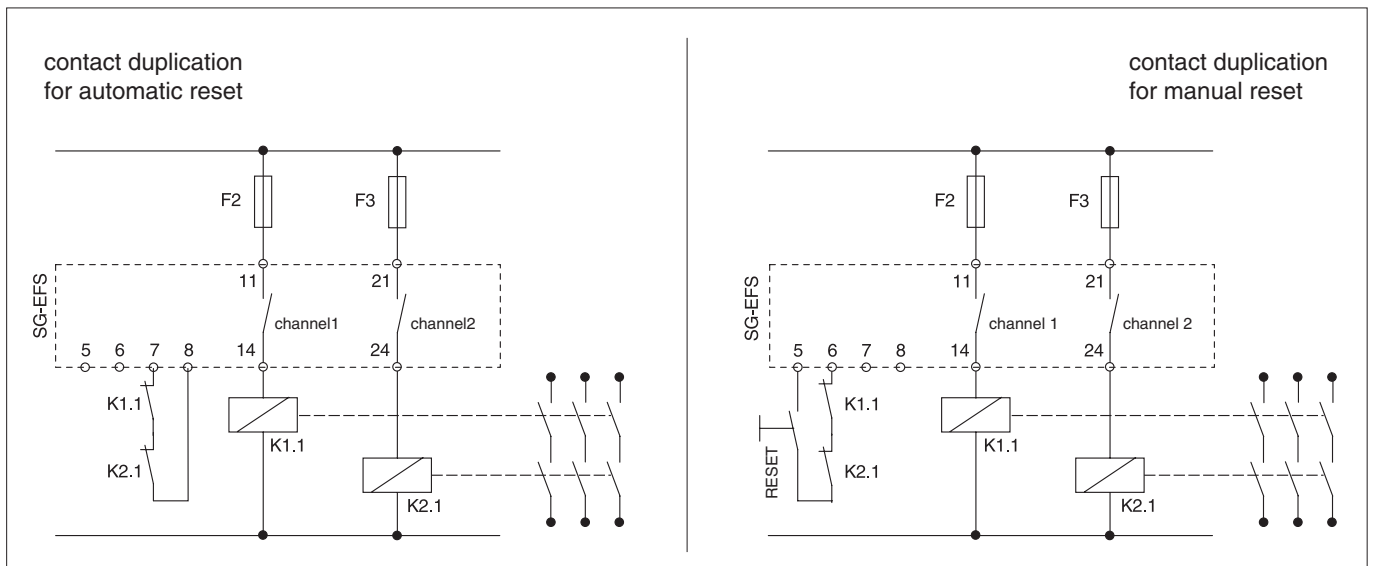 contact duplication
for automatic reset
F2
F3
SG-EFS
11
21
channel1
channel2
5
6
7
8
14
24
K1.1
K2.1
K1.1
K2.1
contact duplication
for manual reset
F2
F3
SG-EFS
11
21
channel 1
channel 2
5
6
7
8
14
24
K1.1
K2.1
RESET
K1.1
K2.1